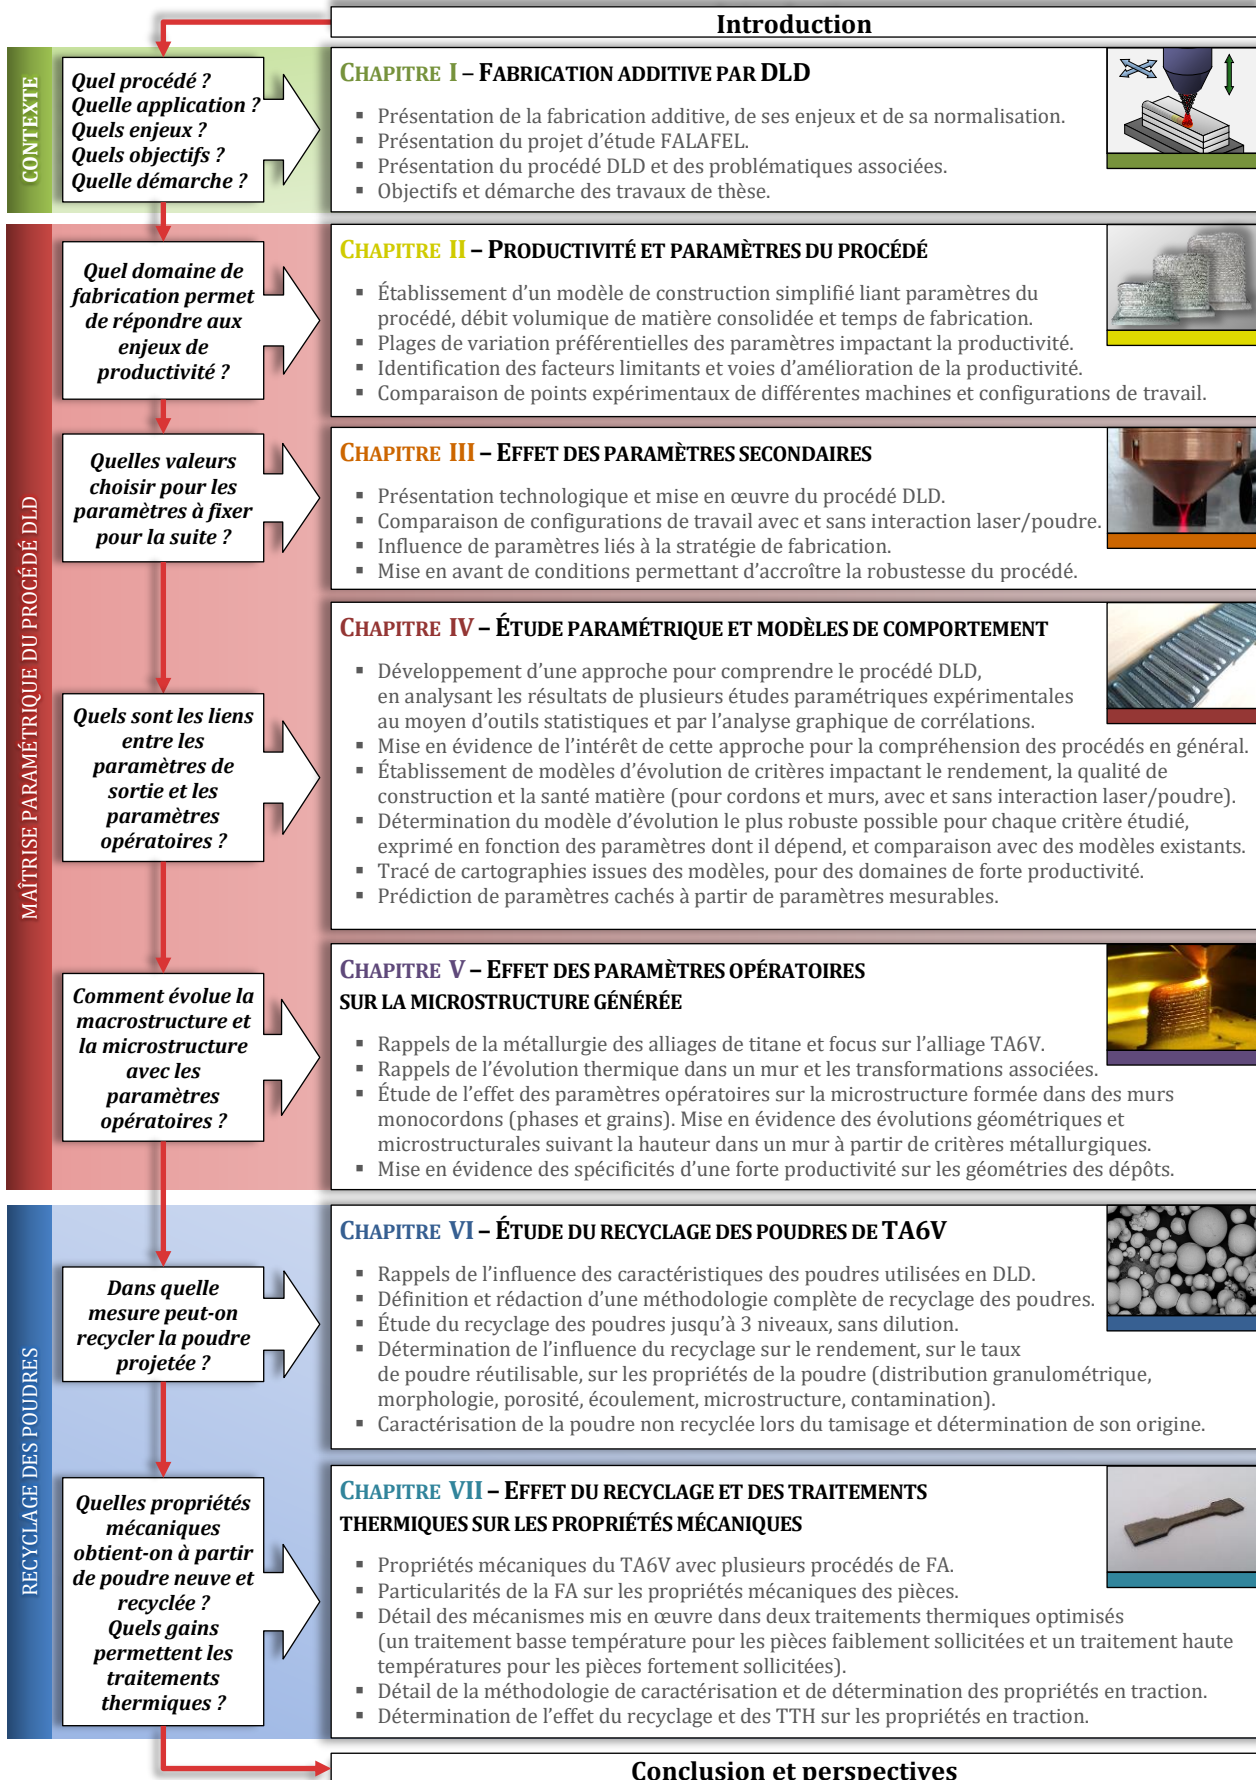 Introduction
CONTEXTE
Quel procédé ?
Quelle application ?
Quels enjeux ?
Quels objectifs ?
Quelle démarche ?
CHAPITRE I – FABRICATION ADDITIVE PAR DLD
▪ Présentation de la fabrication additive, de ses enjeux et de sa normalisation.
▪ Présentation du projet d'étude FALAFEL.
▪ Présentation du procédé DLD et des problématiques associées.
▪ Objectifs et démarche des travaux de thèse.
MAÎTRISE PARAMÉTRIQUE DU PROCÉDÉ DLD
Quel domaine de
fabrication permet
de répondre aux
enjeux de
productivité ?
CHAPITRE II – PRODUCTIVITÉ ET PARAMÈTRES DU PROCÉDÉ
▪ Établissement d'un modèle de construction simplifié liant paramètres du
procédé, débit volumique de matière consolidée et temps de fabrication.
▪ Plages de variation préférentielles des paramètres impactant la productivité.
▪ Identification des facteurs limitants et voies d'amélioration de la productivité.
▪ Comparaison de points expérimentaux de différentes machines et configurations de travail.
Quelles valeurs
choisir pour les
paramètres à fixer
pour la suite ?
CHAPITRE III – EFFET DES PARAMÈTRES SECONDAIRES
▪ Présentation technologique et mise en œuvre du procédé DLD.
▪ Comparaison de configurations de travail avec et sans interaction laser/poudre.
▪ Influence de paramètres liés à la stratégie de fabrication.
▪ Mise en avant de conditions permettant d'accroître la robustesse du procédé.
Quels sont les liens
entre les
paramètres de
sortie et les
paramètres
opératoires ?
CHAPITRE IV – ÉTUDE PARAMÉTRIQUE ET MODÈLES DE COMPORTEMENT
▪ Développement d'une approche pour comprendre le procédé DLD,
en analysant les résultats de plusieurs études paramétriques expérimentales
au moyen d'outils statistiques et par l'analyse graphique de corrélations.
▪ Mise en évidence de l'intérêt de cette approche pour la compréhension des procédés en général.
▪ Établissement de modèles d'évolution de critères impactant le rendement, la qualité de
construction et la santé matière (pour cordons et murs, avec et sans interaction laser/poudre).
▪ Détermination du modèle d'évolution le plus robuste possible pour chaque critère étudié,
exprimé en fonction des paramètres dont il dépend, et comparaison avec des modèles existants.
▪ Tracé de cartographies issues des modèles, pour des domaines de forte productivité.
▪ Prédiction de paramètres cachés à partir de paramètres mesurables.
Comment évolue la
macrostructure et
la microstructure
avec les
paramètres
opératoires ?
CHAPITRE V – EFFET DES PARAMÈTRES OPÉRATOIRES
SUR LA MICROSTRUCTURE GÉNÉRÉE
▪ Rappels de la métallurgie des alliages de titane et focus sur l'alliage TA6V.
▪ Rappels de l'évolution thermique dans un mur et les transformations associées.
▪ Étude de l'effet des paramètres opératoires sur la microstructure formée dans des murs
monocordons (phases et grains). Mise en évidence des évolutions géométriques et
microstructurales suivant la hauteur dans un mur à partir de critères métallurgiques.
▪ Mise en évidence des spécificités d'une forte productivité sur les géométries des dépôts.
RECYCLAGE DES POUDRES
Dans quelle
mesure peut-on
recycler la poudre
projetée ?
CHAPITRE VI – ÉTUDE DU RECYCLAGE DES POUDRES DE TA6V
▪ Rappels de l'influence des caractéristiques des poudres utilisées en DLD.
▪ Définition et rédaction d'une méthodologie complète de recyclage des poudres.
▪ Étude du recyclage des poudres jusqu'à 3 niveaux, sans dilution.
▪ Détermination de l'influence du recyclage sur le rendement, sur le taux
de poudre réutilisable, sur les propriétés de la poudre (distribution granulométrique,
morphologie, porosité, écoulement, microstructure, contamination).
▪ Caractérisation de la poudre non recyclée lors du tamisage et détermination de son origine.
Quelles propriétés
mécaniques
obtient-on à partir
de poudre neuve et
recyclée ?
Quels gains
permettent les
traitements
thermiques ?
CHAPITRE VII – EFFET DU RECYCLAGE ET DES TRAITEMENTS
THERMIQUES SUR LES PROPRIÉTÉS MÉCANIQUES
▪ Propriétés mécaniques du TA6V avec plusieurs procédés de FA.
▪ Particularités de la FA sur les propriétés mécaniques des pièces.
▪ Détail des mécanismes mis en œuvre dans deux traitements thermiques optimisés
(un traitement basse température pour les pièces faiblement sollicitées et un traitement haute
températures pour les pièces fortement sollicitées).
▪ Détail de la méthodologie de caractérisation et de détermination des propriétés en traction.
▪ Détermination de l'effet du recyclage et des TTH sur les propriétés en traction.
Conclusion et perspectives